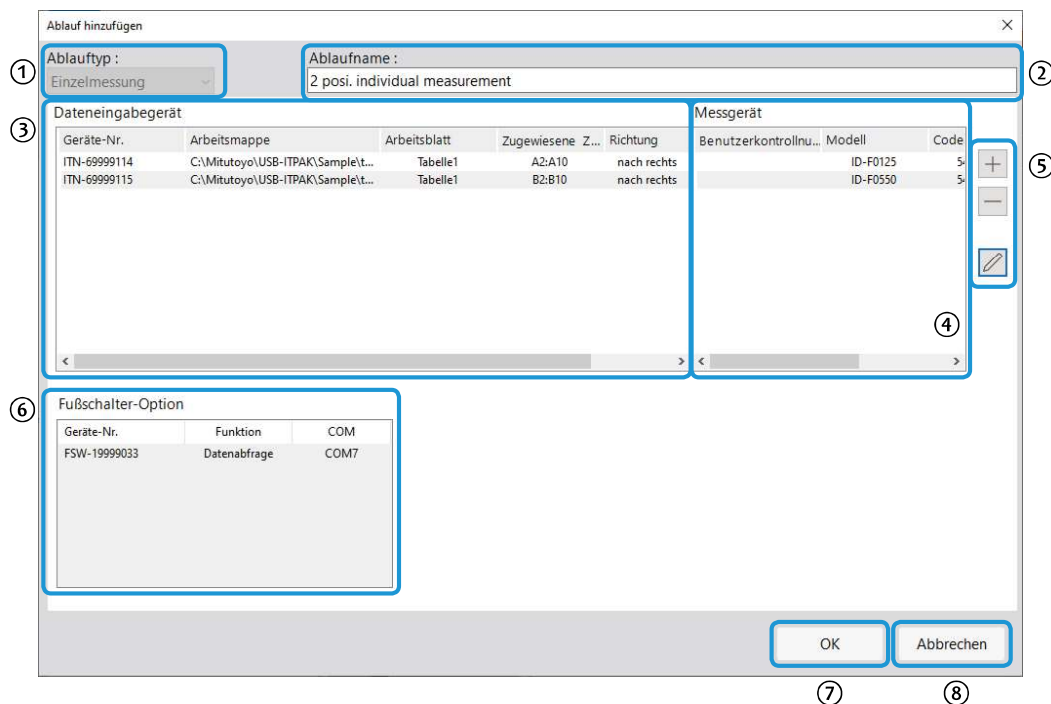 Ablauf hinzufügen
① Ablauftyp : Ablaufname : ②
Einzelmessung 2 posi. individual measurement
③ Dateneingabegerät Messgerät
Geräte-Nr. Arbeitsmappe Arbeitsblatt Zugewiesene Z... Richtung Benutzerkontrollnu... Modell Code
ITN-69999114 C:\Mitutoyo\USB-ITPAK\Sample\t... Tabelle1 A2:A10 nach rechts ID-F0125 54
ITN-69999115 C:\Mitutoyo\USB-ITPAK\Sample\t... Tabelle1 B2:B10 nach rechts ID-F0550 54
⑤
④
⑥ Fußschalter-Option
Geräte-Nr. Funktion COM
FSW-19999033 Datenabfrage COM7
OK Abbrechen
⑦ ⑧